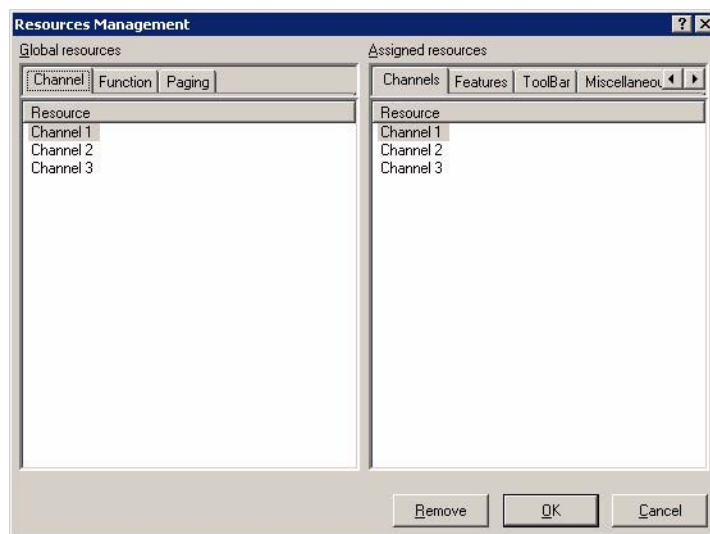 Resources Management
Global resources
Channel Function Paging
Resource
Channel 1
Channel 2
Channel 3
Assigned resources
Channels Features ToolBar Miscellaneou
Resource
Channel 1
Channel 2
Channel 3
Remove OK Cancel